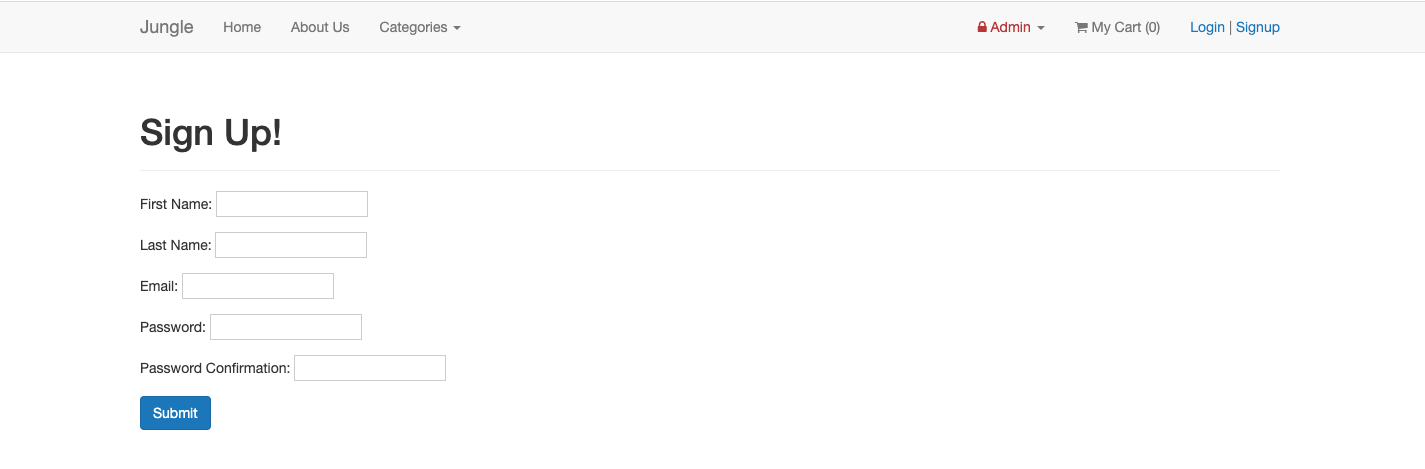 Jungle Home About Us Categories Admin My Cart (0) Login | Signup
Sign Up!
First Name:
Last Name:
Email:
Password:
Password Confirmation:
Submit